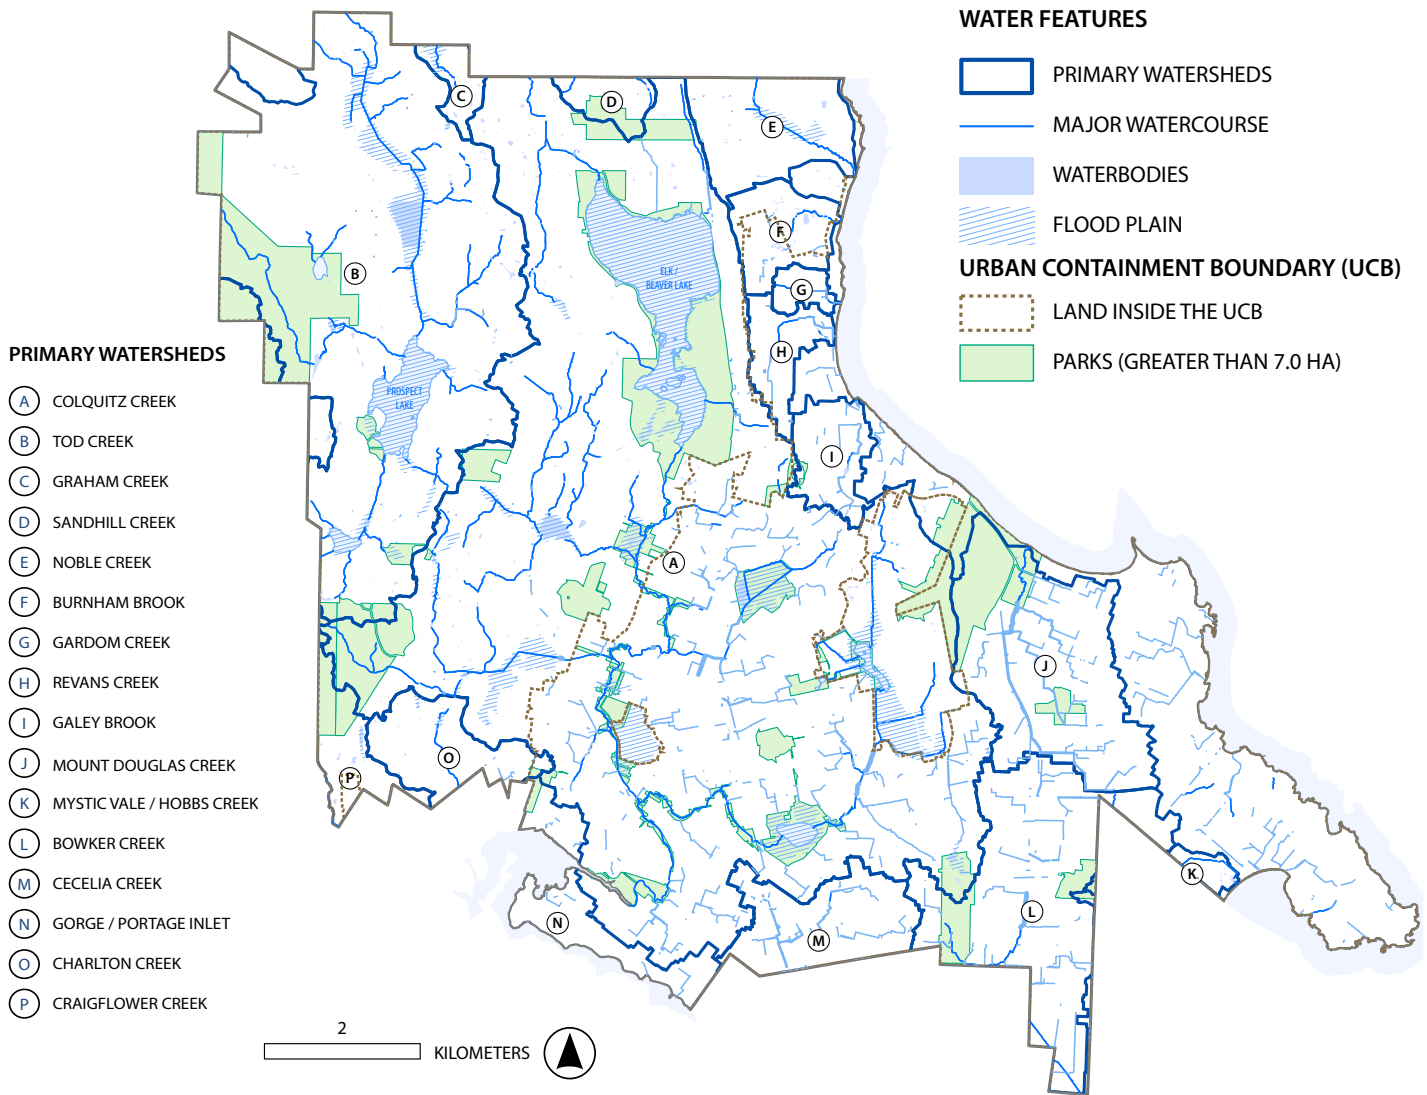 WATER FEATURES
PRIMARY WATERSHEDS
MAJOR WATERCOURSE
WATERBODIES
FLOOD PLAIN
URBAN CONTAINMENT BOUNDARY (UCB)
LAND INSIDE THE UCB
PARKS (GREATER THAN 7.0 HA)
PRIMARY WATERSHEDS
A COLQUITZ CREEK
B TOD CREEK
C GRAHAM CREEK
D SANDHILL CREEK
E NOBLE CREEK
F BURNHAM BROOK
G GARDOM CREEK
H REVANS CREEK
I GALEY BROOK
J MOUNT DOUGLAS CREEK
K MYSTIC VALE / HOBBS CREEK
L BOWKER CREEK
M CECELIA CREEK
N GORGE / PORTAGE INLET
O CHARLTON CREEK
P CRAIGFLOWER CREEK
C
D
E
F
B
ELK /
BEAVER LAKE
G
H
PROSPECT
LAKE
I
A
J
O
P
K
L
N
M
2
KILOMETERS